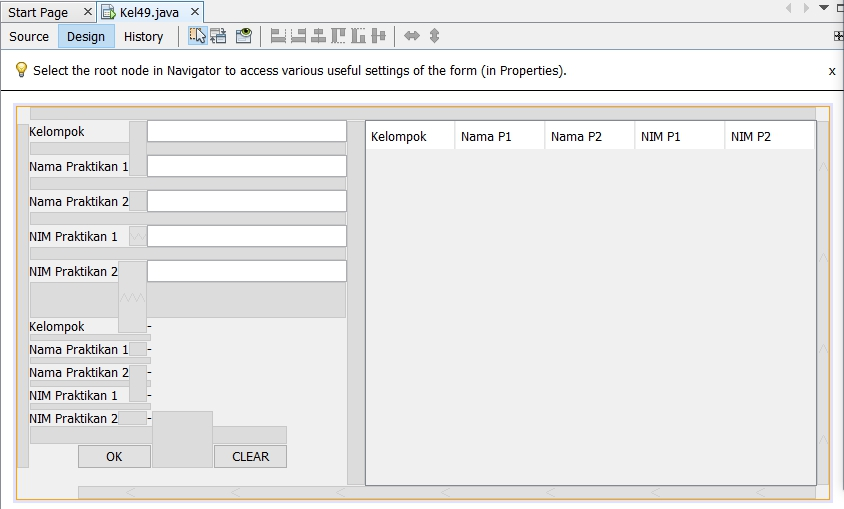 Start Page
Kel49.java
Source Design History
Select the root node in Navigator to access various useful settings of the form (in Properties).
x
Kelompok
Nama Praktikan 1
Nama Praktikan 2
NIM Praktikan 1
NIM Praktikan 2
Kelompok -
Nama Praktikan 1 -
Nama Praktikan 2 -
NIM Praktikan 1 -
NIM Praktikan 2 -
OK CLEAR
Kelompok Nama P1 Nama P2 NIM P1 NIM P2